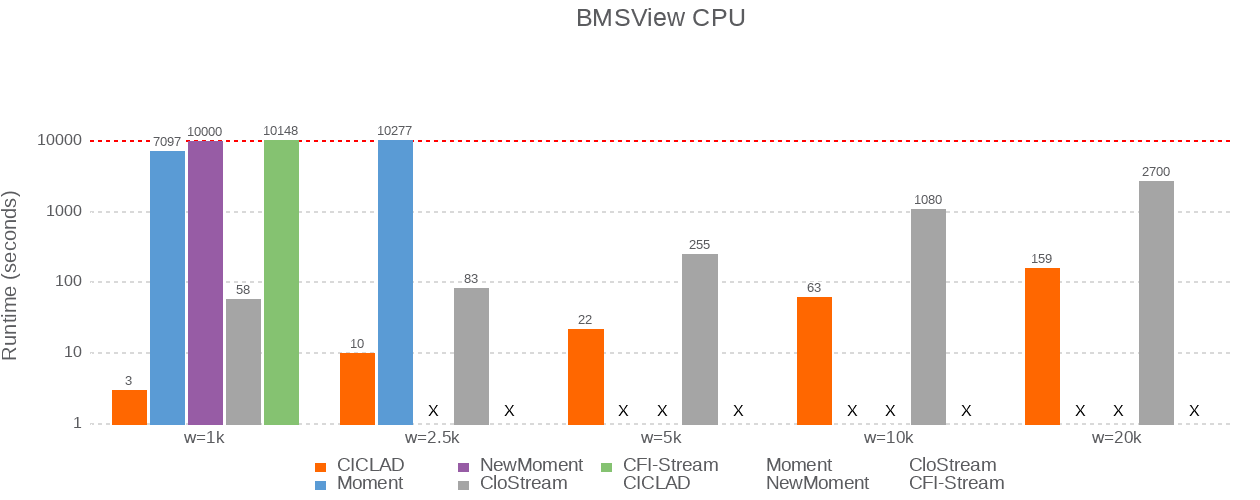 BMSView CPU
Runtime (seconds)
10000
1000
100
10
1
3 7097 10000 58 10148
10 10277 X 83 X
22 X X 255 X
63 X X 1080 X
159 X X 2700 X
w=1k w=2.5k w=5k w=10k w=20k
CICLAD NewMoment CFI-Stream Moment CloStream
Moment CloStream CICLAD NewMoment CFI-Stream